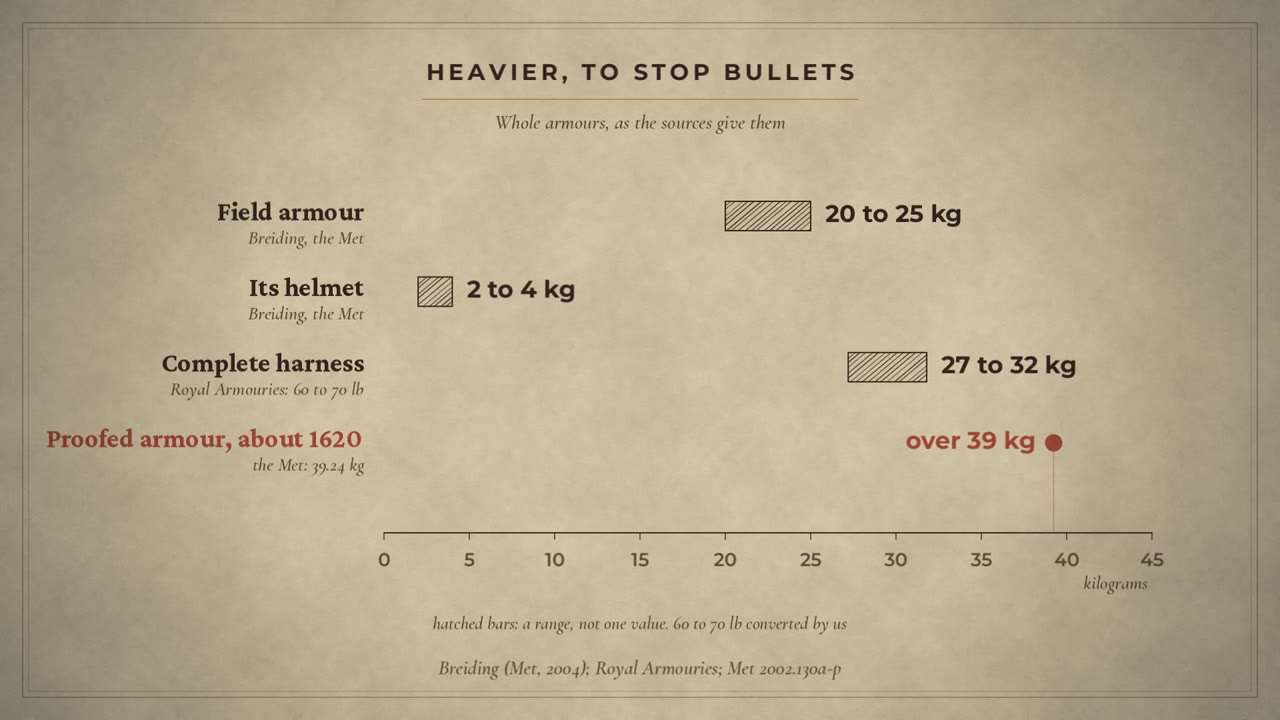 HEAVIER, TO STOP BULLETS
Whole armours, as the sources give them
Field armour
Breiding, the Met
20 to 25 kg
Its helmet
Breiding, the Met
2 to 4 kg
Complete harness
Royal Armouries: 60 to 70 lb
27 to 32 kg
Proofed armour, about 1620
the Met: 39.24 kg
over 39 kg
0 5 10 15 20 25 30 35 40 45
kilograms
hatched bars: a range, not one value. 60 to 70 lb converted by us
Breiding (Met, 2004); Royal Armouries; Met 2002.130a-p